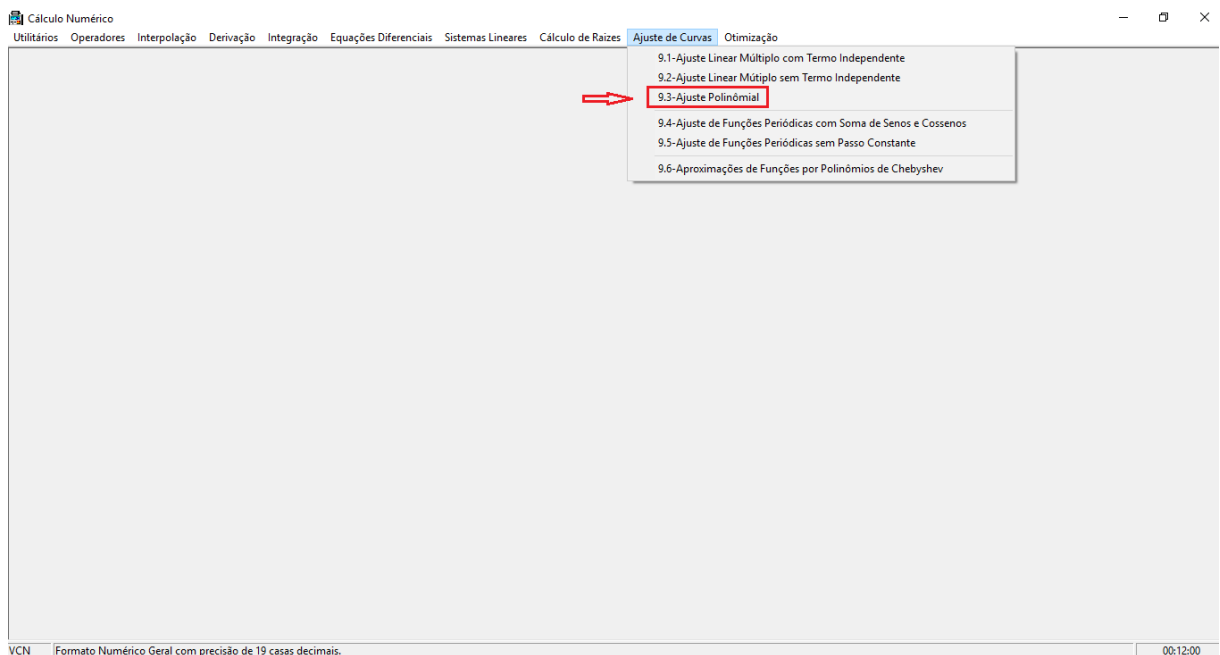 Cálculo Numérico
Utilitários Operadores Interpolação Derivação Integração Equações Diferenciais Sistemas Lineares Cálculo de Raizes Ajuste de Curvas Otimização
9.1-Ajuste Linear Múltiplo com Termo Independente
9.2-Ajuste Linear Mútiplo sem Termo Independente
9.3-Ajuste Polinômial
9.4-Ajuste de Funções Periódicas com Soma de Senos e Cossenos
9.5-Ajuste de Funções Periódicas sem Passo Constante
9.6-Aproximações de Funções por Polinômios de Chebyshev
VCN Formato Numérico Geral com precisão de 19 casas decimais. 00:12:00